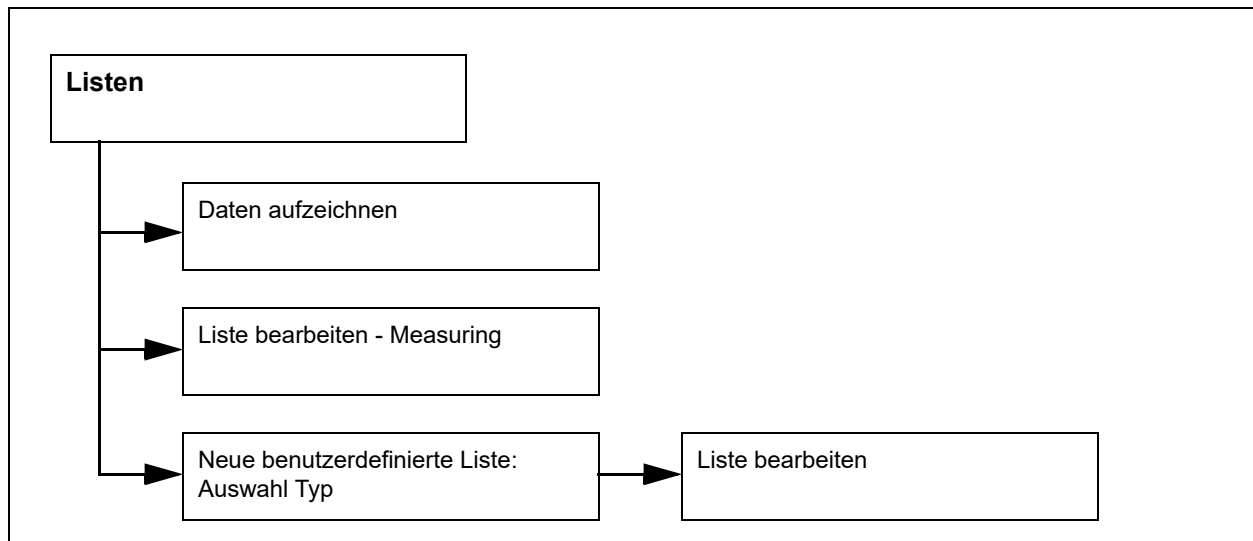 Listen
Daten aufzeichnen
Liste bearbeiten - Measuring
Neue benutzerdefinierte Liste:
Auswahl Typ
Liste bearbeiten